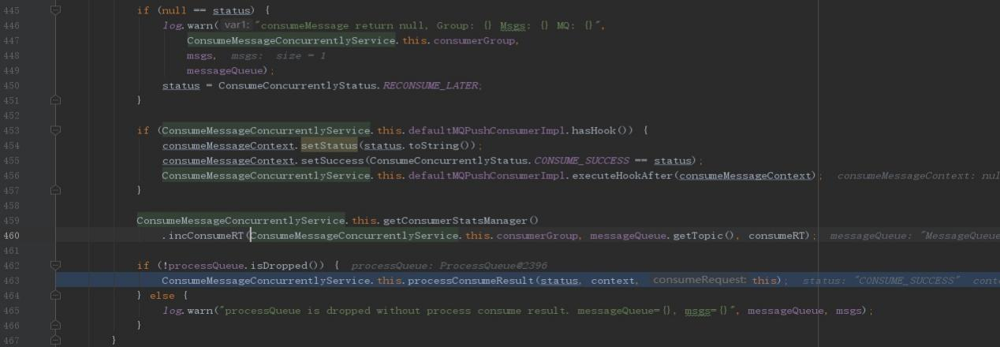 445 if (null == status) {
446 log.warn( var1: "consumeMessage return null, Group: {} Msgs: {} MQ: {}",
447 ConsumeMessageConcurrentlyService.this.consumerGroup,
448 msgs, msgs: size = 1
449 messageQueue);
450 status = ConsumeConcurrentlyStatus.RECONSUME_LATER;
451 }
452
453 if (ConsumeMessageConcurrentlyService.this.defaultMQPushConsumerImpl.hasHook()) {
454 consumeMessageContext.setStatus(status.toString());
455 consumeMessageContext.setSuccess(ConsumeConcurrentlyStatus.CONSUME_SUCCESS == status);
456 ConsumeMessageConcurrentlyService.this.defaultMQPushConsumerImpl.executeHookAfter(consumeMessageContext); consumeMessageContext: nul
457 }
458
459 ConsumeMessageConcurrentlyService.this.getConsumerStatsManager()
460 .incConsumeRT(ConsumeMessageConcurrentlyService.this.consumerGroup, messageQueue.getTopic(), consumeRT); messageQueue: "MessageQueue
461
462 if (!processQueue.isDropped()) { processQueue: ProcessQueue@2396
463 ConsumeMessageConcurrentlyService.this.processConsumeResult(status, context, consumeRequest: this); status: "CONSUME_SUCCESS" conte
464 } else {
465 log.warn("processQueue is dropped without process consume result. messageQueue={}, msgs={}", messageQueue, msgs);
466 }
467 }